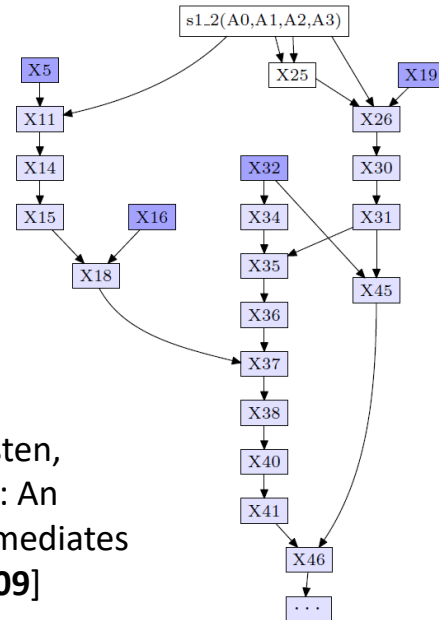 s1_2(A0,A1,A2,A3)
X5
X25
X19
X11
X26
X14
X32
X30
X15
X16
X34
X31
X18
X35
X45
X36
X37
X38
sten,
X40
: An
X41
mediates
X46
09]
...